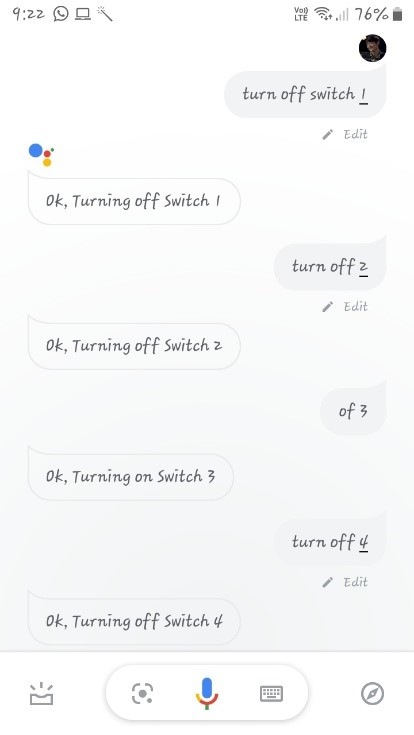 9:22
Vo))
LTE
76%
turn off switch 1
Edit
Ok, Turning off Switch 1
turn off 2
Edit
Ok, Turning off Switch 2
of 3
Ok, Turning on Switch 3
turn off 4
Edit
Ok, Turning off Switch 4